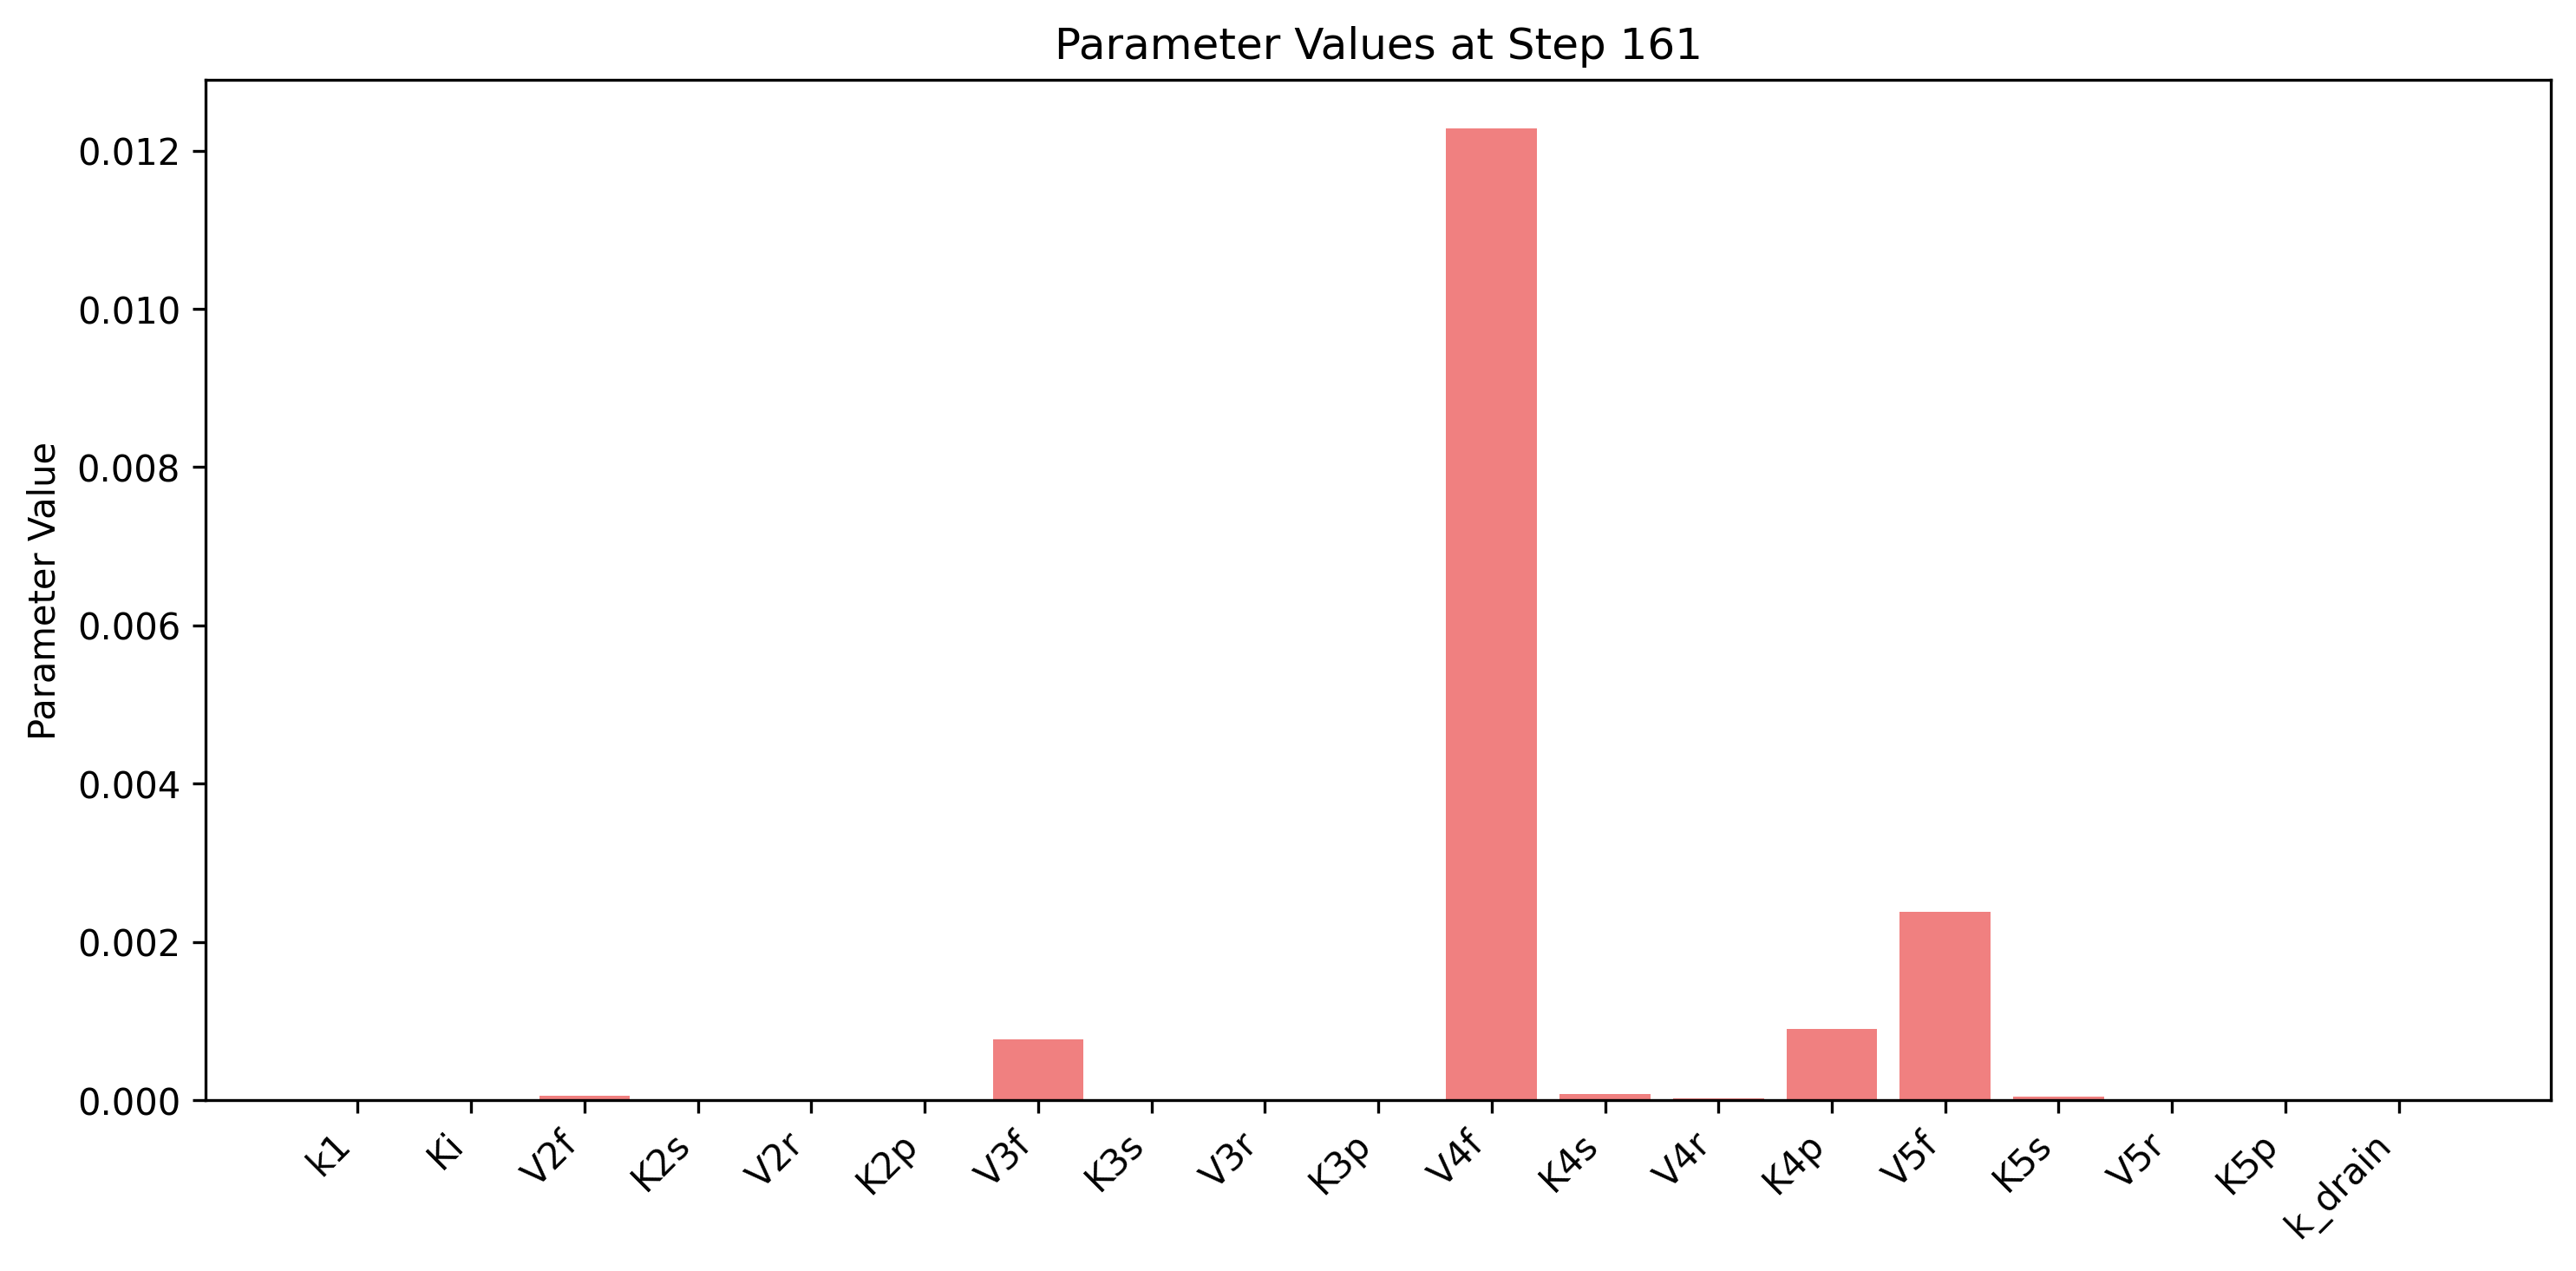 Parameter Values at Step 161
Parameter Value
0.012
0.010
0.008
0.006
0.004
0.002
0.000
k1
Ki
V2f
K2s
V2r
K2p
V3f
K3s
V3r
K3p
V4f
K4s
V4r
K4p
V5f
K5s
V5r
K5p
k_drain